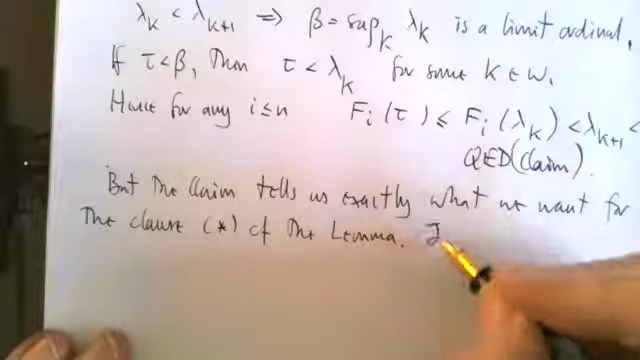 λ_k < λ_{k+1} ⇒ β = sup_k λ_k is a limit ordinal,
If τ < β, Then τ < λ_k for some k ∈ ω.
Hence for any i ≤ n F_i(τ) ≤ F_i(λ_k) < λ_{k+1} <
QED (Claim).
But The Claim tells us exactly what we want for
The clause (*) of The Lemma.